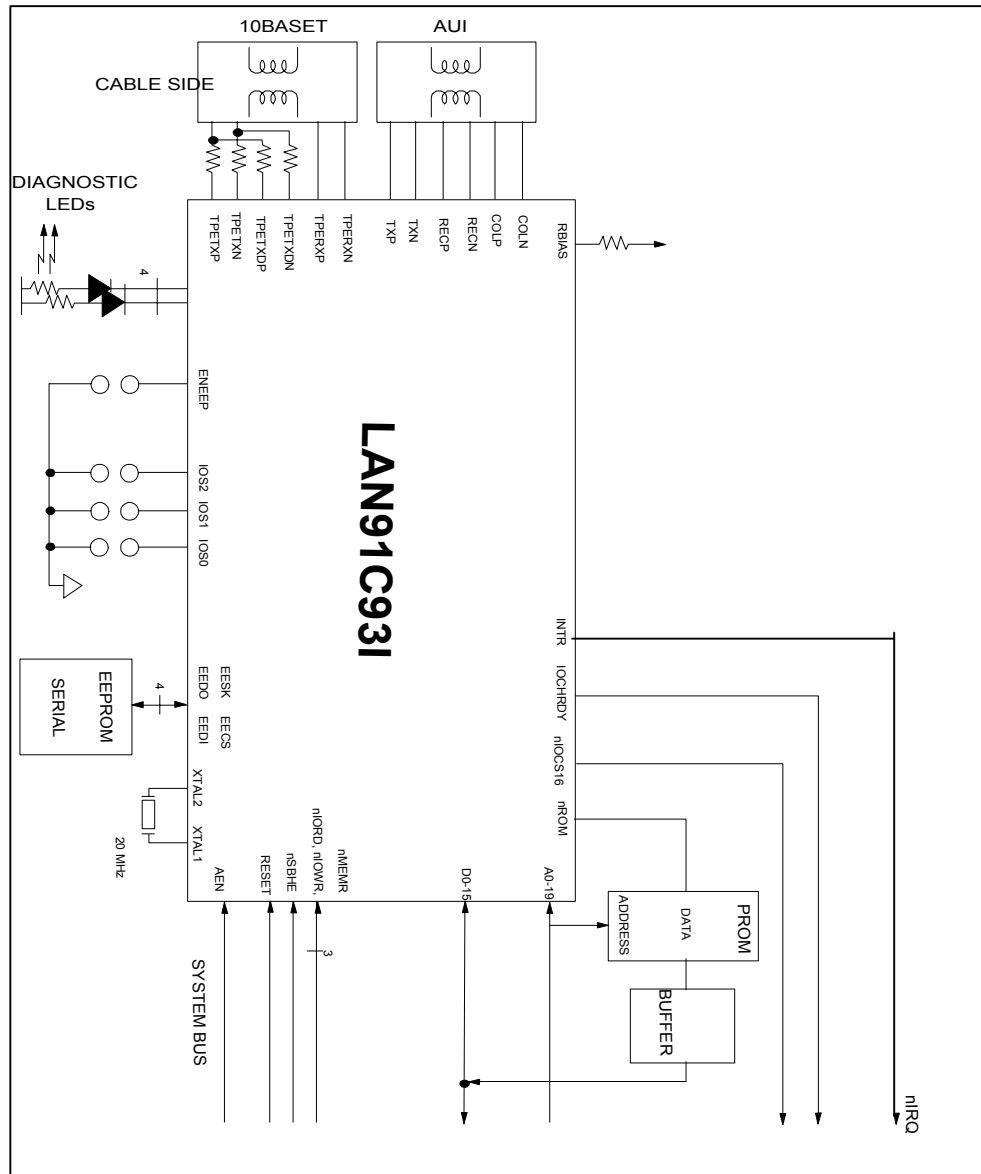 10BASET
AUI
CABLE SIDE
DIAGNOSTIC
LEDs
4
TPETXP
TPETXN
TPETXDP
TPETXDN
TPERXP
TPERXN
TXP
TXN
RECP
RECN
COLP
COLN
RBIAS
ENEEP
IOS2
IOS1
IOS0
LAN91C93I
INTR
IOCHRDY
nIOCS16
nROM
SERIAL
EEPROM
4
EEDO
EESK
EEDI
EECS
XTAL2
XTAL1
20 MHz
AEN
RESET
nSBHE
nIORD, nIOWR,
nMEMR
D0-15
A0-19
3
SYSTEM BUS
PROM
DATA
ADDRESS
BUFFER
nIRQ